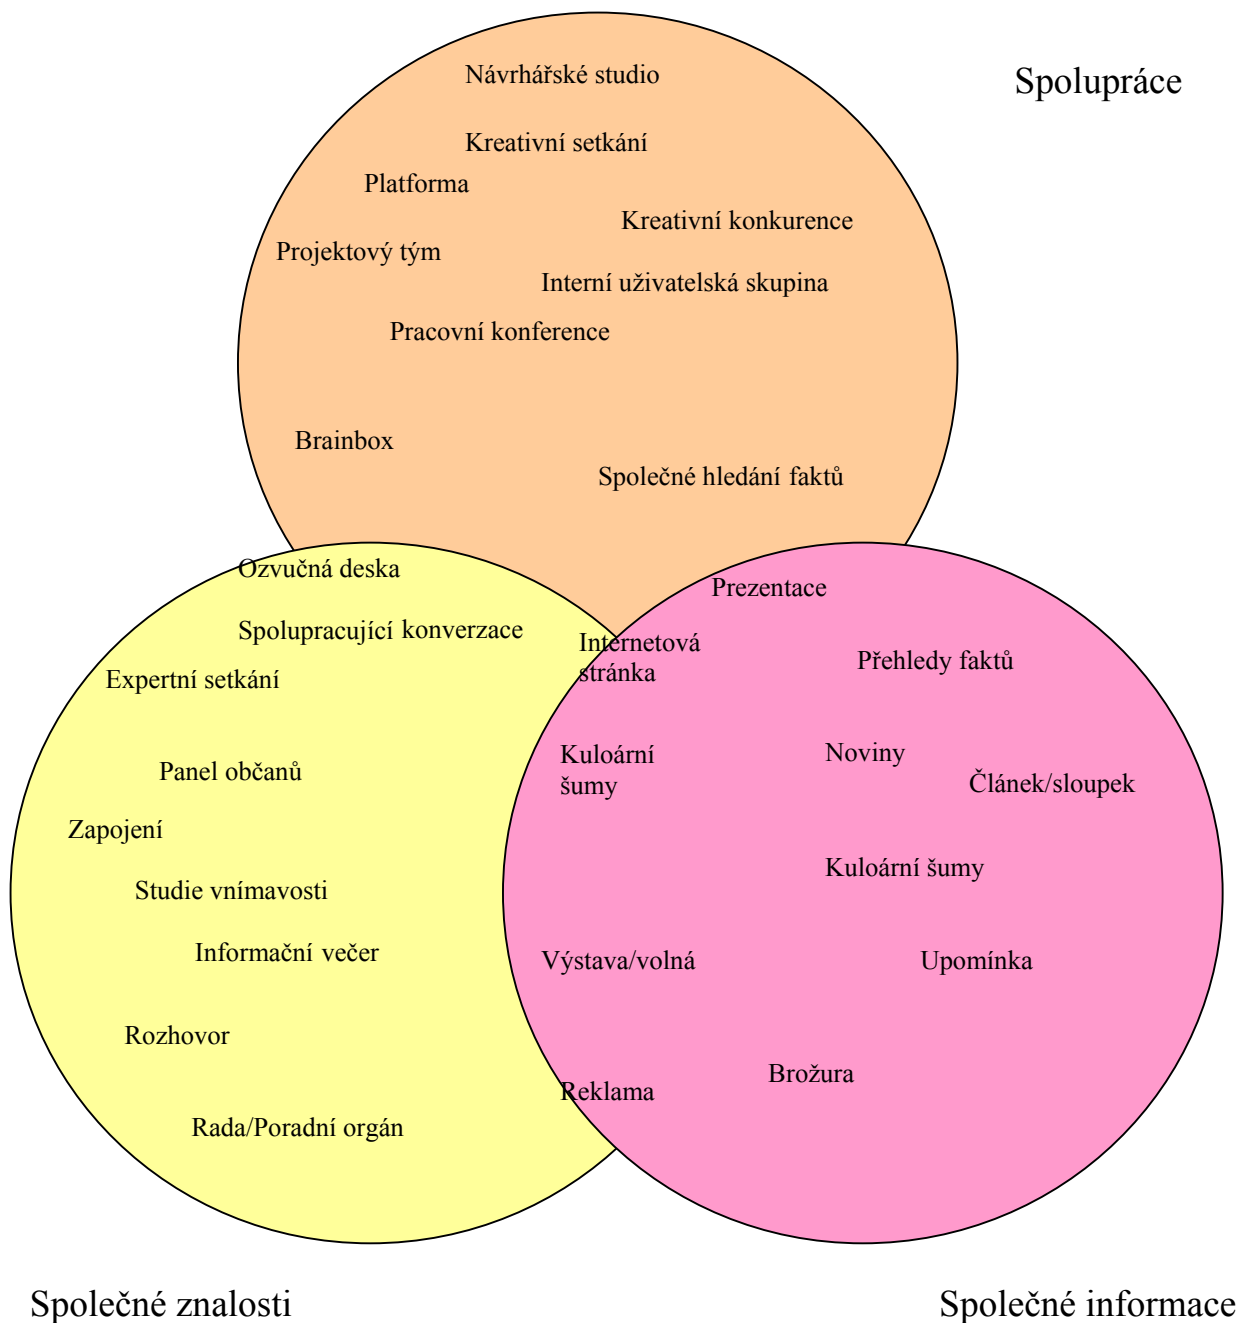 Návrhářské studio
Spolupráce
Kreativní setkání
Platforma
Kreativní konkurence
Projektový tým
Interní uživatelská skupina
Pracovní konference
Brainbox
Společné hledání faktů
Ozvučná deska
Spolupracující konverzace
Expertní setkání
Panel občanů
Zapojení
Studie vnímavosti
Informační večer
Rozhovor
Rada/Poradní orgán
Prezentace
Internetová
stránka
Přehledy faktů
Kuloární
šumy
Noviny
Článek/sloupek
Kuloární šumy
Výstava/volná
Upomínka
Brožura
Reklama
Společné znalosti
Společné informace